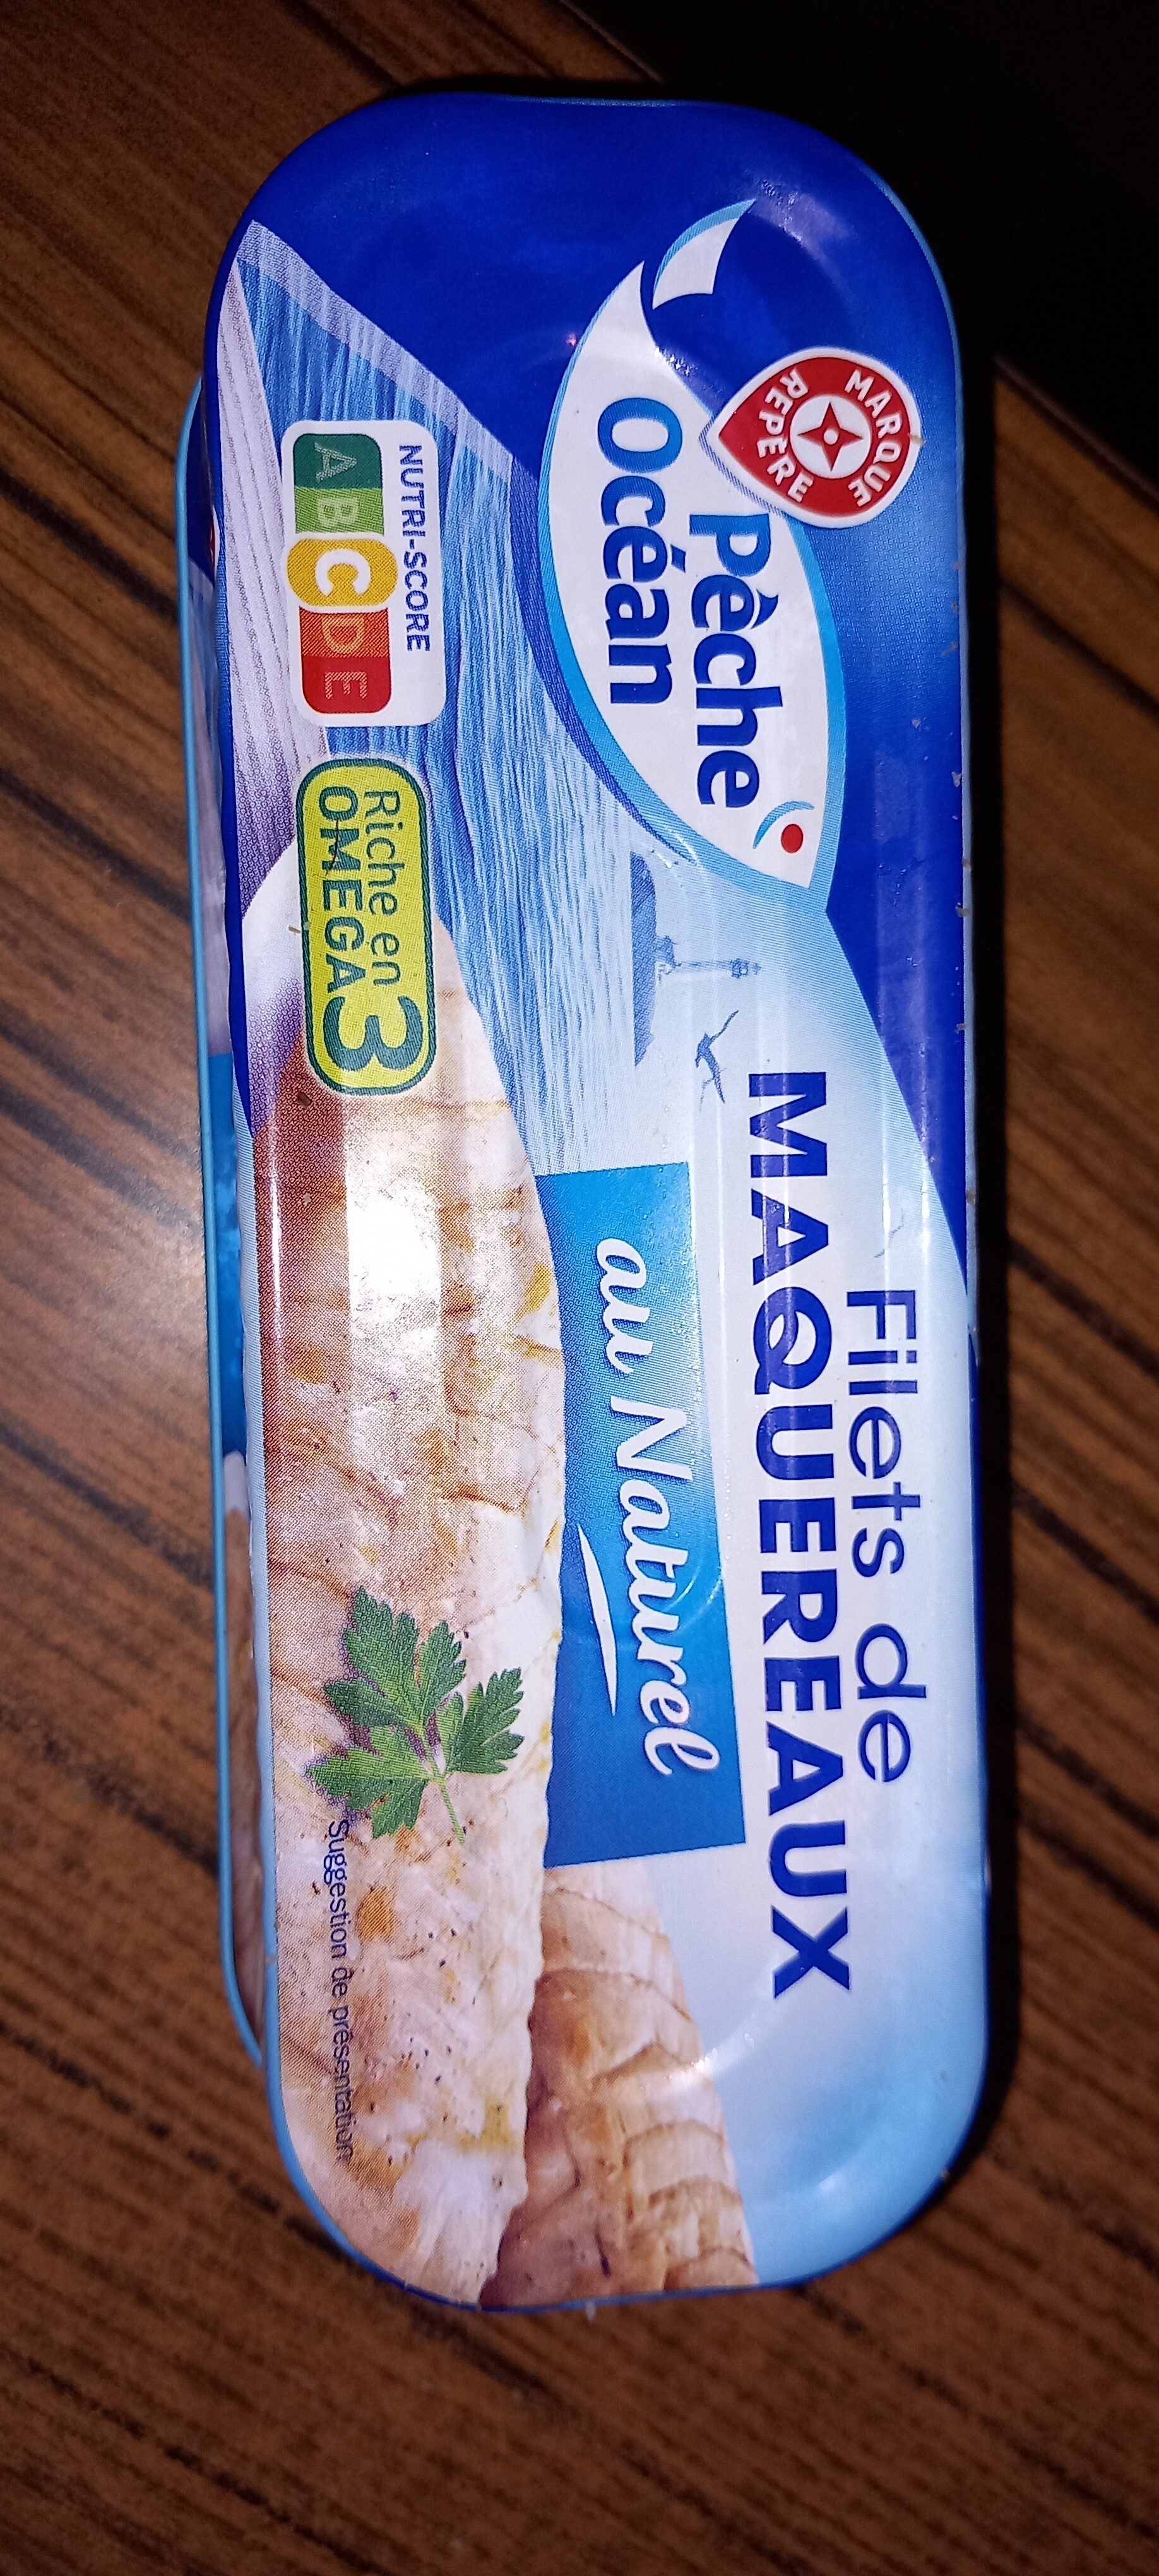 MARQUE
REPÈRE
Pêche
Océan
Filets de
MAQUEREAUX
au Naturel
NUTRI-SCORE
A B C D E
Riche en
OMEGA 3
Suggestion de présentation